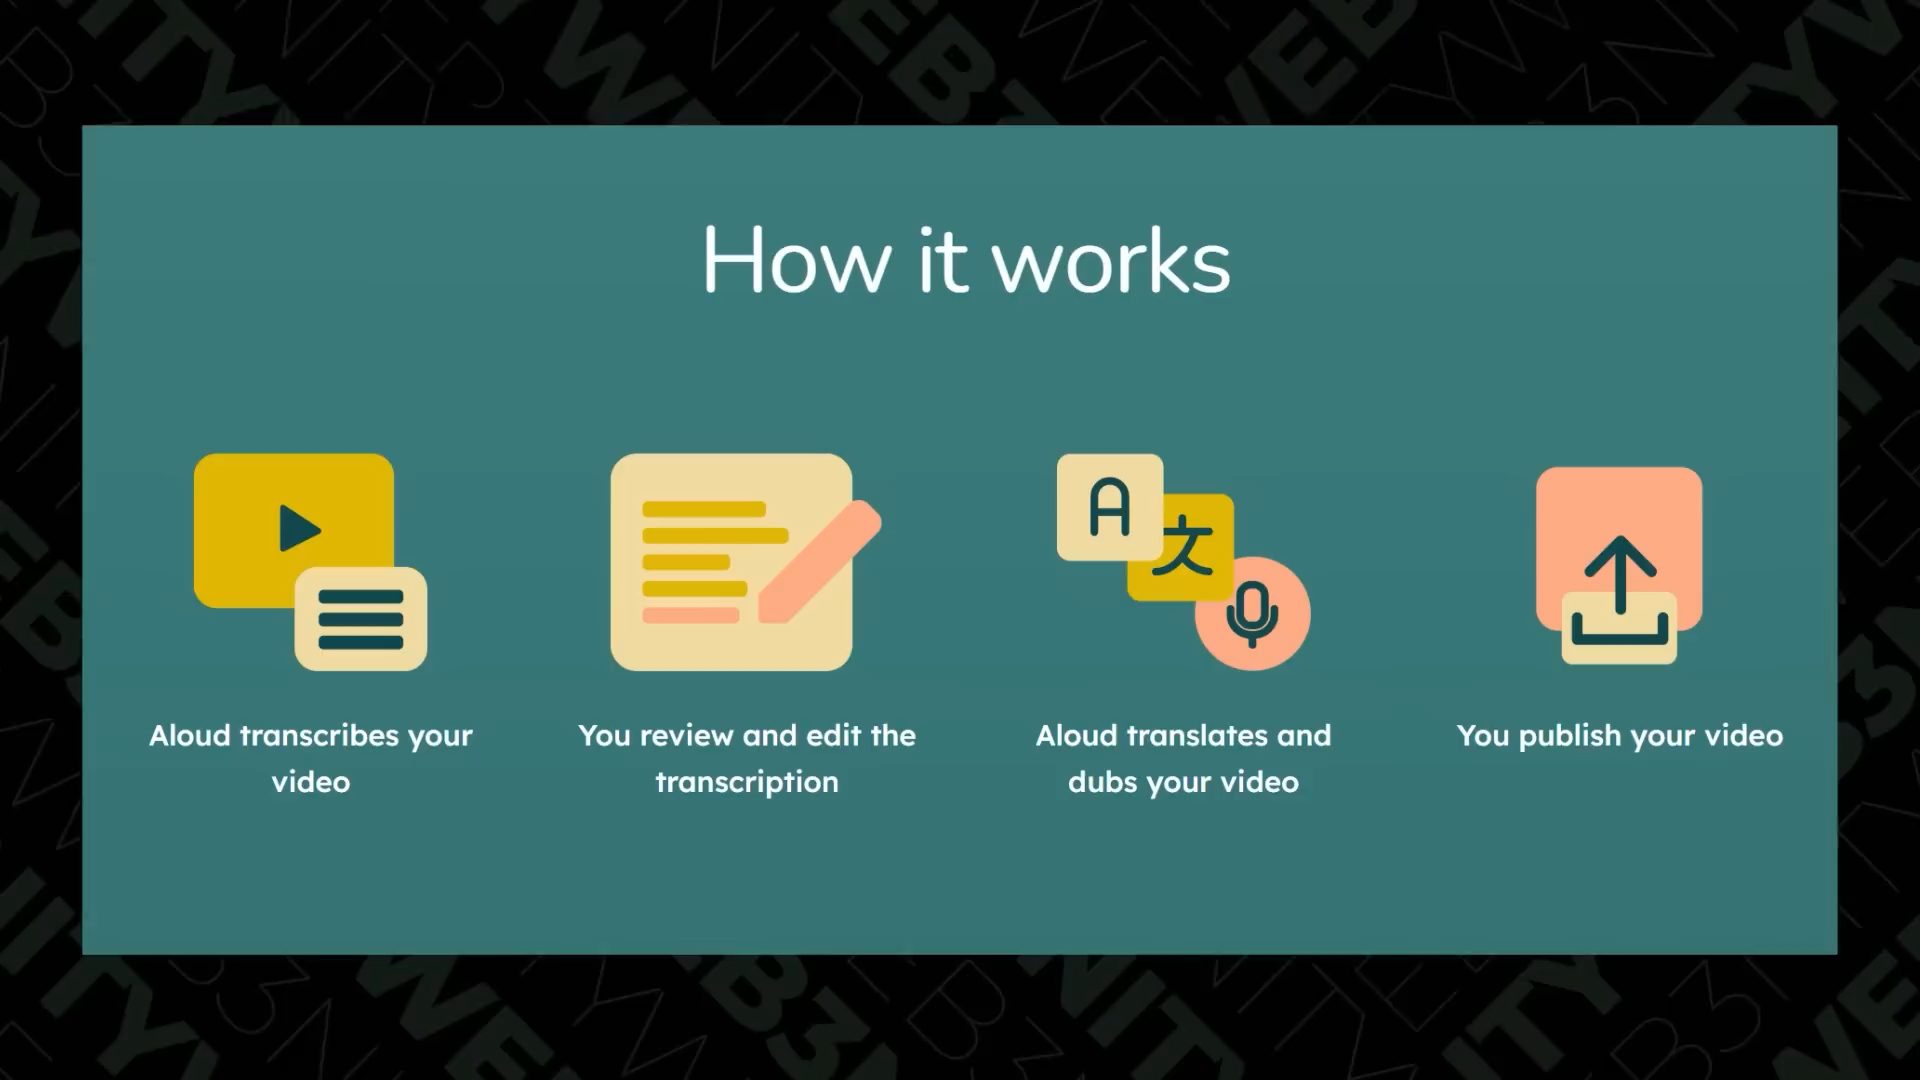 How it works
A
文
Aloud transcribes your
video
You review and edit the
transcription
Aloud translates and
dubs your video
You publish your video